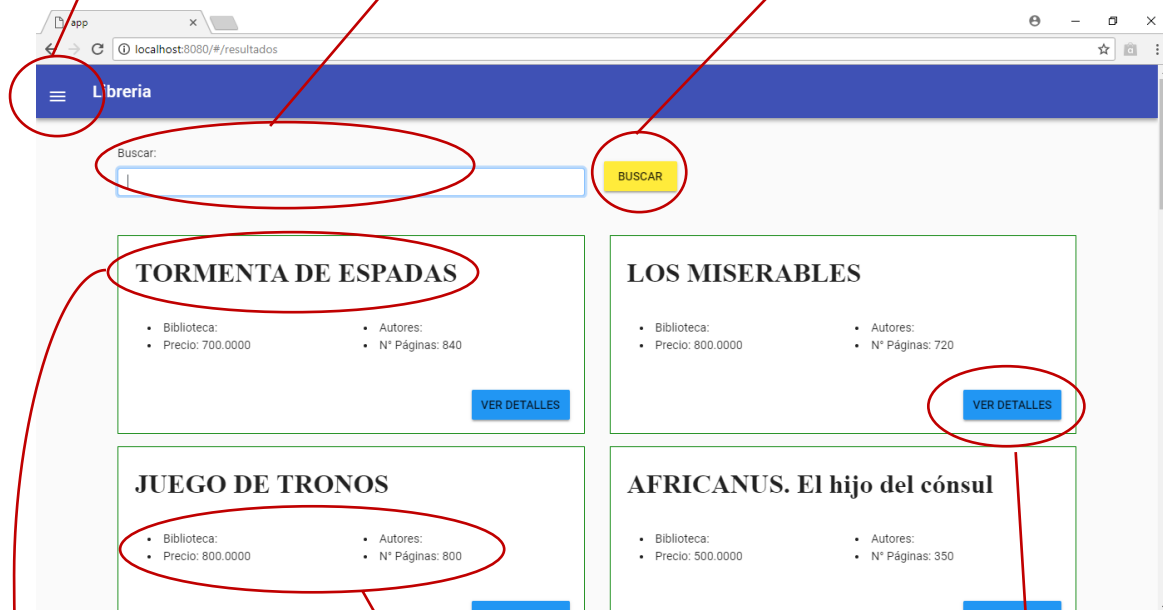 app
localhost:8080/#/resultados
Libreria
Buscar:
BUSCAR
TORMENTA DE ESPADAS
Biblioteca:
Precio: 700.0000
Autores:
N° Páginas: 840
VER DETALLES
LOS MISERABLES
Biblioteca:
Precio: 800.0000
Autores:
N° Páginas: 720
VER DETALLES
JUEGO DE TRONOS
Biblioteca:
Precio: 800.0000
Autores:
N° Páginas: 800
AFRICANUS. El hijo del cónsul
Biblioteca:
Precio: 500.0000
Autores:
N° Páginas: 350